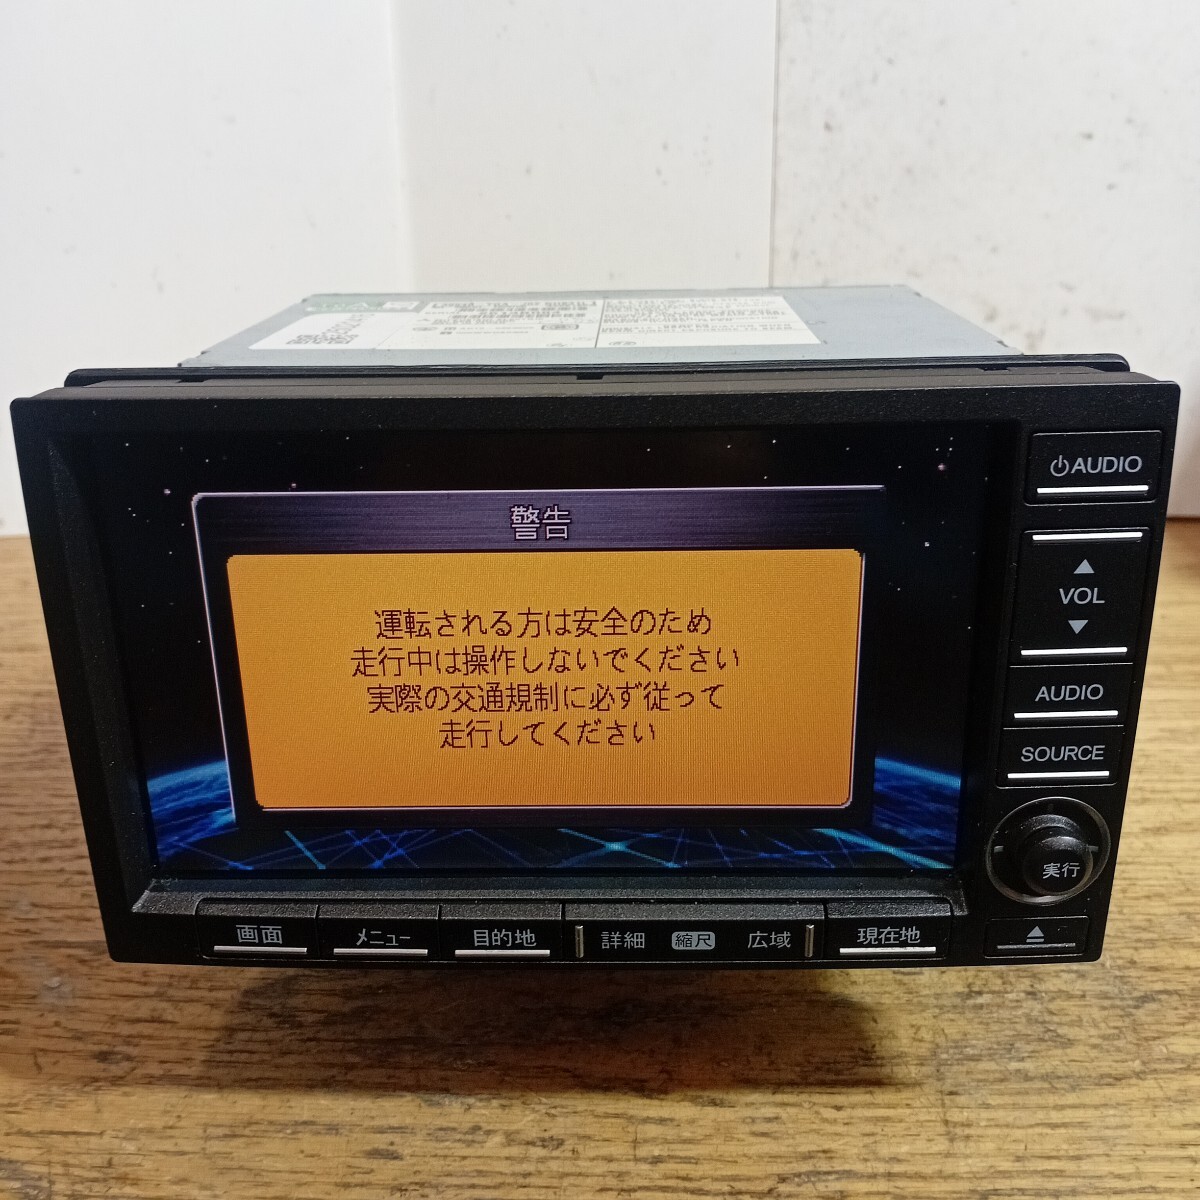 警告
運転される方は安全のため
走行中は操作しないでください
実際の交通規制に必ず従って
走行してください
AUDIO
VOL
AUDIO
SOURCE
実行
画面
メニュー
目的地
詳細
縮尺
広域
現在地